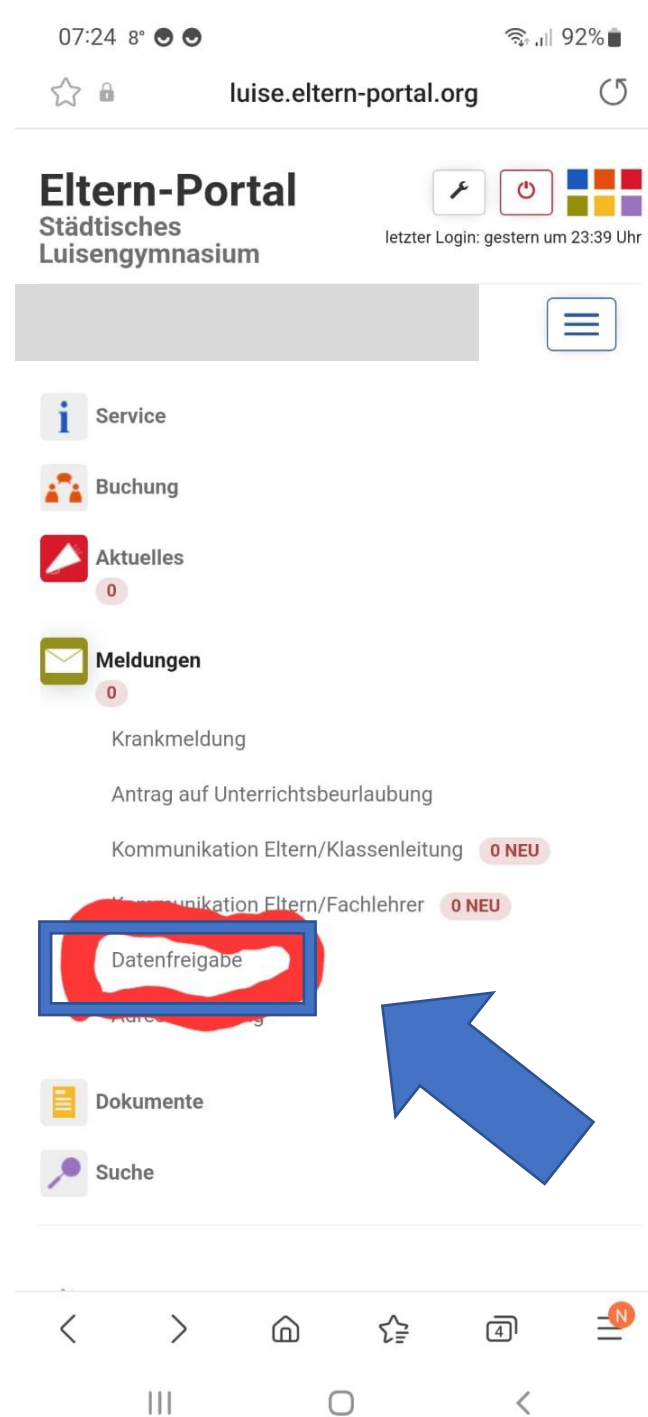 07:24 8° 92%
luise.eltern-portal.org
Eltern-Portal
Städtisches
Luisengymnasium
letzter Login: gestern um 23:39 Uhr
i Service
Buchung
Aktuelles
0
Meldungen
0
Krankmeldung
Antrag auf Unterrichtsbeurlaubung
Kommunikation Eltern/Klassenleitung 0 NEU
Kommunikation Eltern/Fachlehrer 0 NEU
Datenfreigabe
Dokumente
Suche
4
N